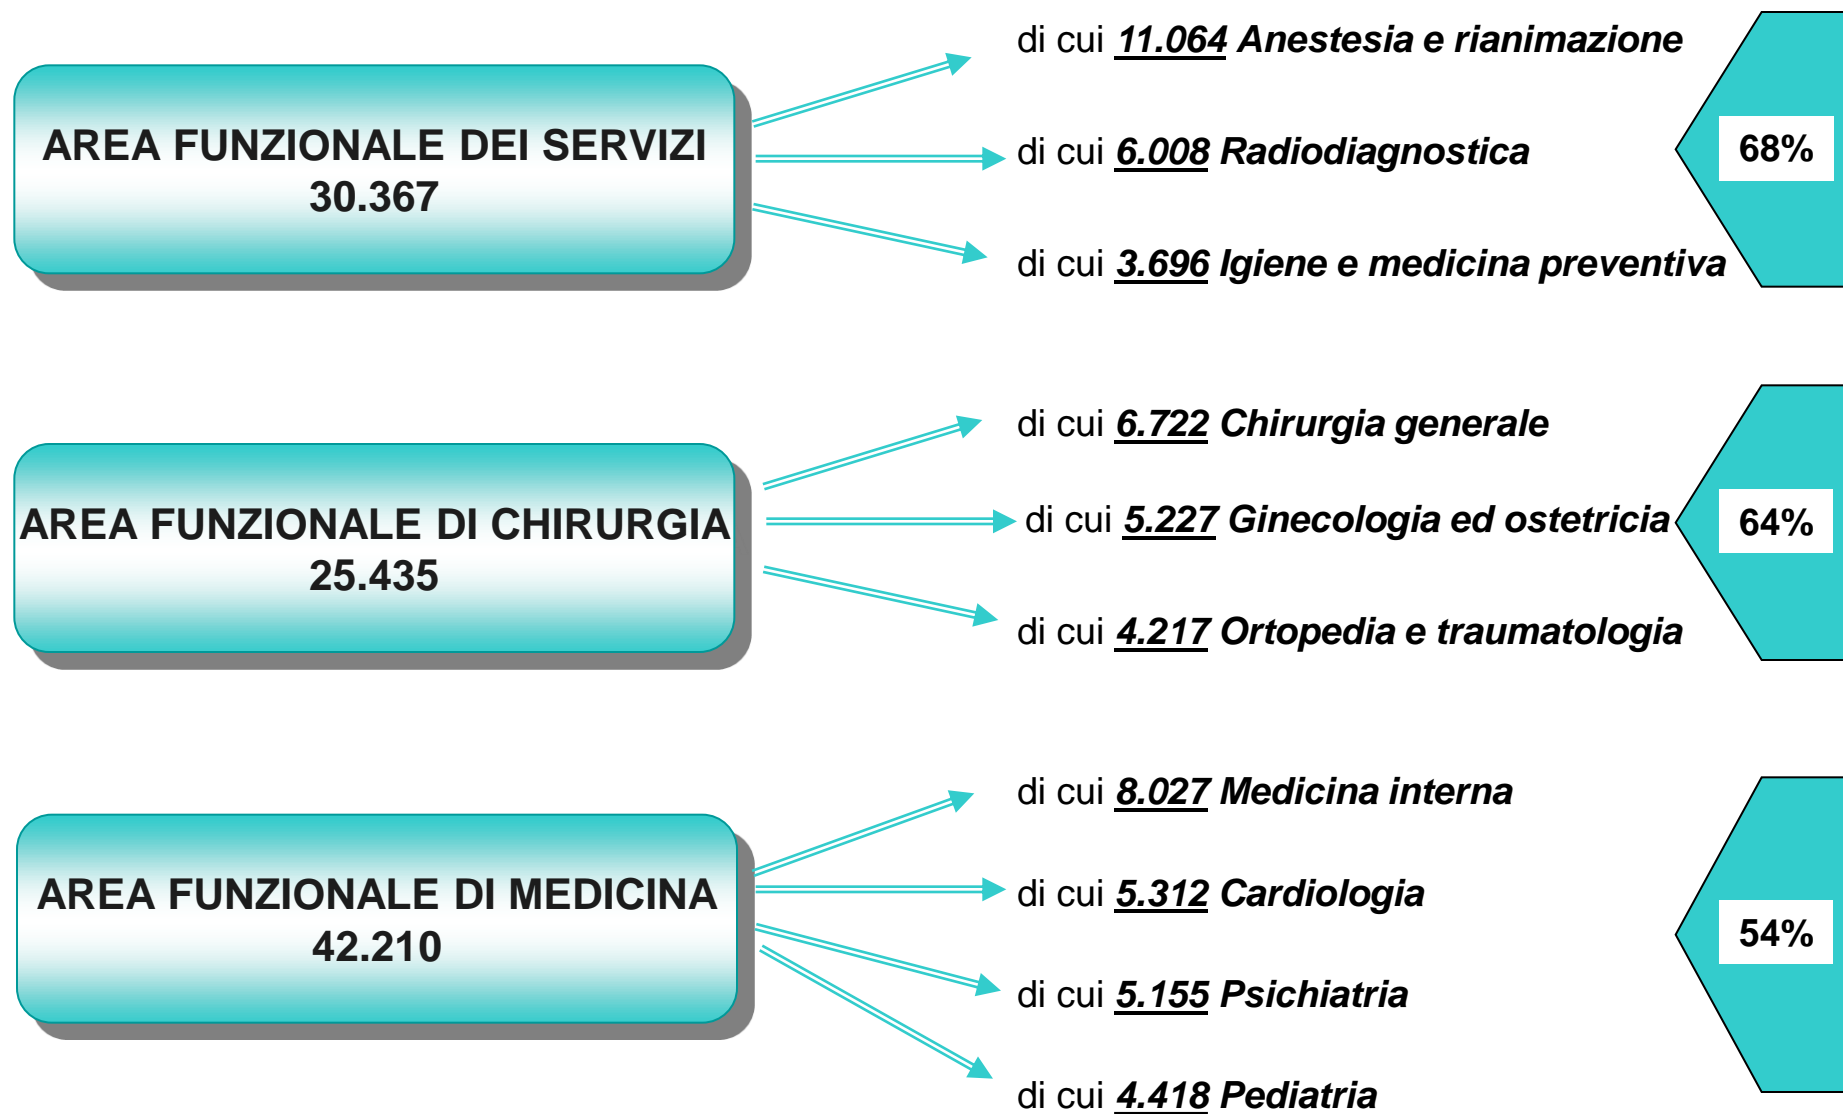 AREA FUNZIONALE DEI SERVIZI
30.367
di cui 11.064 Anestesia e rianimazione
di cui 6.008 Radiodiagnostica
di cui 3.696 Igiene e medicina preventiva
68%
AREA FUNZIONALE DI CHIRURGIA
25.435
di cui 6.722 Chirurgia generale
di cui 5.227 Ginecologia ed ostetricia
di cui 4.217 Ortopedia e traumatologia
64%
AREA FUNZIONALE DI MEDICINA
42.210
di cui 8.027 Medicina interna
di cui 5.312 Cardiologia
di cui 5.155 Psichiatria
di cui 4.418 Pediatria
54%